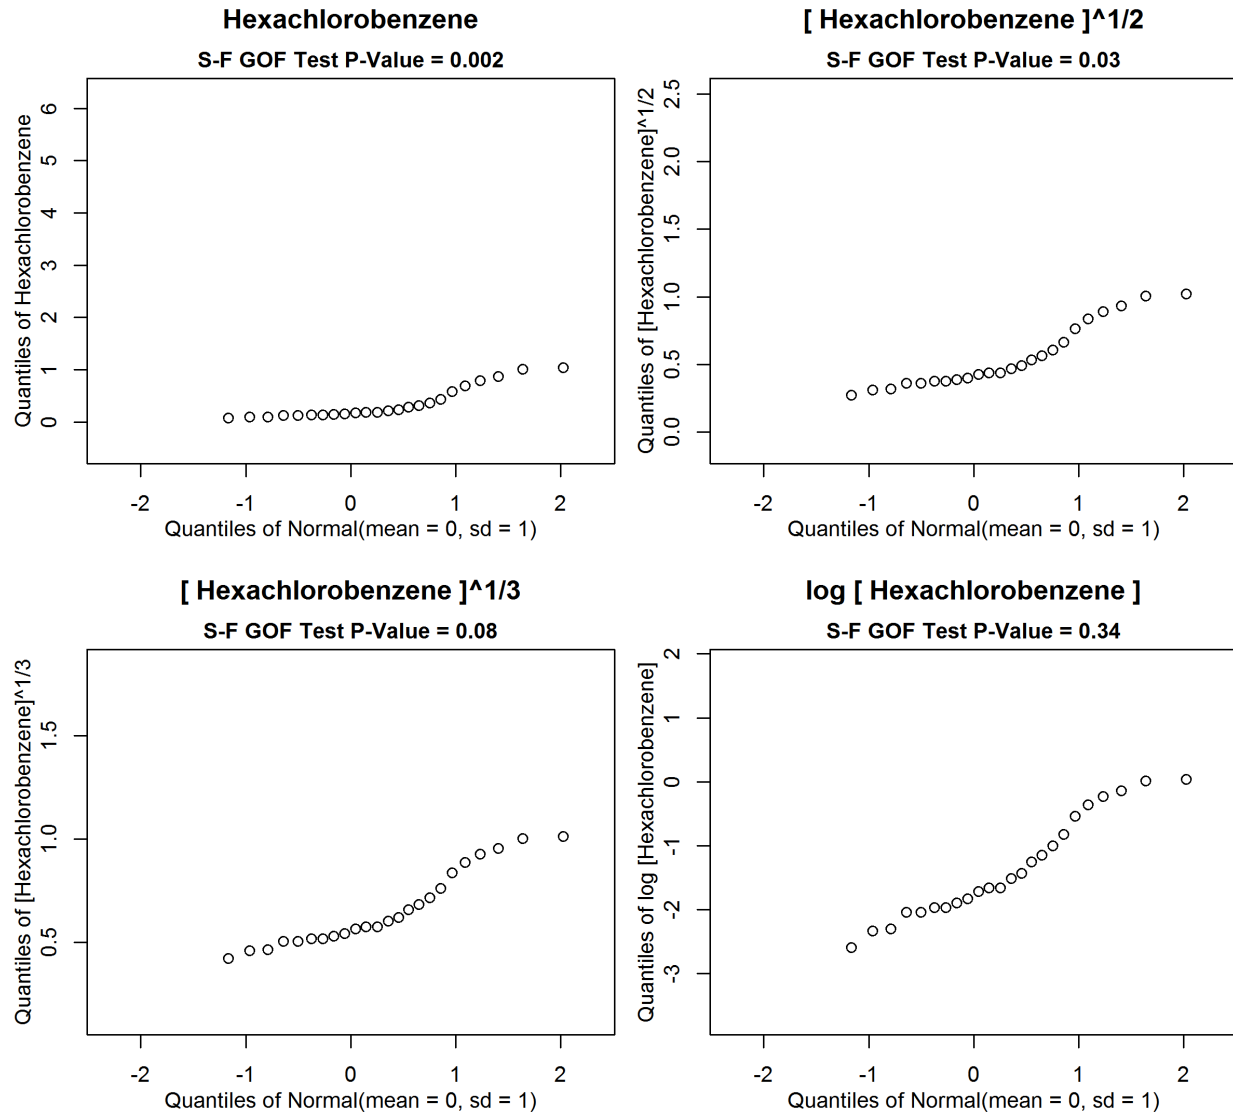 Hexachlorobenzene
S-F GOF Test P-Value = 0.002
Quantiles of Hexachlorobenzene
6
5
4
3
2
1
0
-2 -1 0 1 2
Quantiles of Normal(mean = 0, sd = 1)
[ Hexachlorobenzene ]^1/2
S-F GOF Test P-Value = 0.03
Quantiles of [Hexachlorobenzene]^1/2
2.5
2.0
1.5
1.0
0.5
0.0
-2 -1 0 1 2
Quantiles of Normal(mean = 0, sd = 1)
[ Hexachlorobenzene ]^1/3
S-F GOF Test P-Value = 0.08
Quantiles of [Hexachlorobenzene]^1/3
1.5
1.0
0.5
-2 -1 0 1 2
Quantiles of Normal(mean = 0, sd = 1)
log [ Hexachlorobenzene ]
S-F GOF Test P-Value = 0.34
Quantiles of log [Hexachlorobenzene]
2
1
0
-1
-2
-3
-2 -1 0 1 2
Quantiles of Normal(mean = 0, sd = 1)